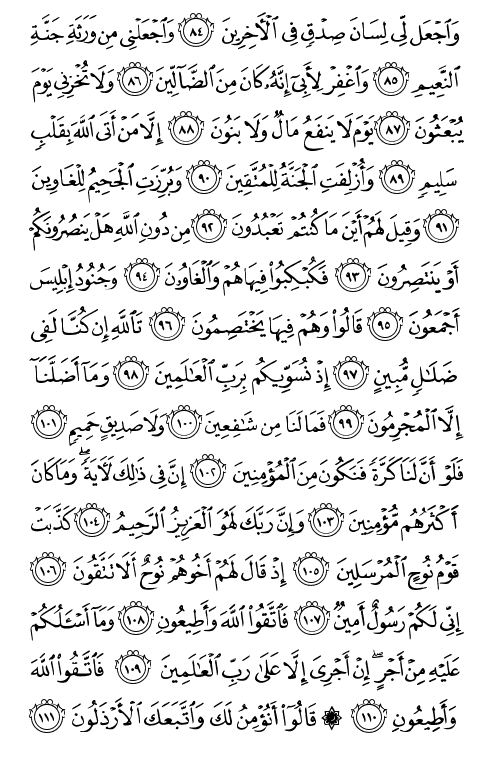 وَٱجْعَل لِّى لِسَانَ صِدْقٍ فِى ٱلْـَٔاخِرِينَ ٨٤ وَٱجْعَلْنِى مِن وَرَثَةِ جَنَّةِ
ٱلنَّعِيمِ ٨٥ وَٱغْفِرْ لِأَبِىٓ إِنَّهُۥ كَانَ مِنَ ٱلضَّآلِّينَ ٨٦ وَلَا تُخْزِنِى يَوْمَ
يُبْعَثُونَ ٨٧ يَوْمَ لَا يَنفَعُ مَالٌ وَلَا بَنُونَ ٨٨ إِلَّا مَنْ أَتَى ٱللَّهَ بِقَلْبٍ
سَلِيمٍ ٨٩ وَأُزْلِفَتِ ٱلْجَنَّةُ لِلْمُتَّقِينَ ٩٠ وَبُرِّزَتِ ٱلْجَحِيمُ لِلْغَاوِينَ
٩١ وَقِيلَ لَهُمْ أَيْنَ مَا كُنتُمْ تَعْبُدُونَ ٩٢ مِن دُونِ ٱللَّهِ هَلْ يَنصُرُونَكُمْ
أَوْ يَنتَصِرُونَ ٩٣ فَكُبْكِبُوا۟ فِيهَا هُمْ وَٱلْغَاوُۥنَ ٩٤ وَجُنُودُ إِبْلِيسَ
أَجْمَعُونَ ٩٥ قَالُوا۟ وَهُمْ فِيهَا يَخْتَصِمُونَ ٩٦ تَٱللَّهِ إِن كُنَّا لَفِى
ضَلَـٰلٍ مُّبِينٍ ٩٧ إِذْ نُسَوِّيكُم بِرَبِّ ٱلْعَـٰلَمِينَ ٩٨ وَمَآ أَضَلَّنَآ
إِلَّا ٱلْمُجْرِمُونَ ٩٩ فَمَا لَنَا مِن شَـٰفِعِينَ ١٠٠ وَلَا صَدِيقٍ حَمِيمٍ ١٠١
فَلَوْ أَنَّ لَنَا كَرَّةً فَنَكُونَ مِنَ ٱلْمُؤْمِنِينَ ١٠٢ إِنَّ فِى ذَٰلِكَ لَـَٔايَةً ۖ وَمَا كَانَ
أَكْثَرُهُم مُّؤْمِنِينَ ١٠٣ وَإِنَّ رَبَّكَ لَهُوَ ٱلْعَزِيزُ ٱلرَّحِيمُ ١٠٤ كَذَّبَتْ
قَوْمُ نُوحٍ ٱلْمُرْسَلِينَ ١٠٥ إِذْ قَالَ لَهُمْ أَخُوهُمْ نُوحٌ أَلَا تَتَّقُونَ ١٠٦
إِنِّى لَكُمْ رَسُولٌ أَمِينٌ ١٠٧ فَٱتَّقُوا۟ ٱللَّهَ وَأَطِيعُونِ ١٠٨ وَمَآ أَسْـَٔلُكُمْ
عَلَيْهِ مِنْ أَجْرٍ ۖ إِنْ أَجْرِىَ إِلَّا عَلَىٰ رَبِّ ٱلْعَـٰلَمِينَ ١٠٩ فَٱتَّقُوا۟ ٱللَّهَ
وَأَطِيعُونِ ١١٠ ۞ قَالُوٓا۟ أَنُؤْمِنُ لَكَ وَٱتَّبَعَكَ ٱلْأَرْذَلُونَ ١١١